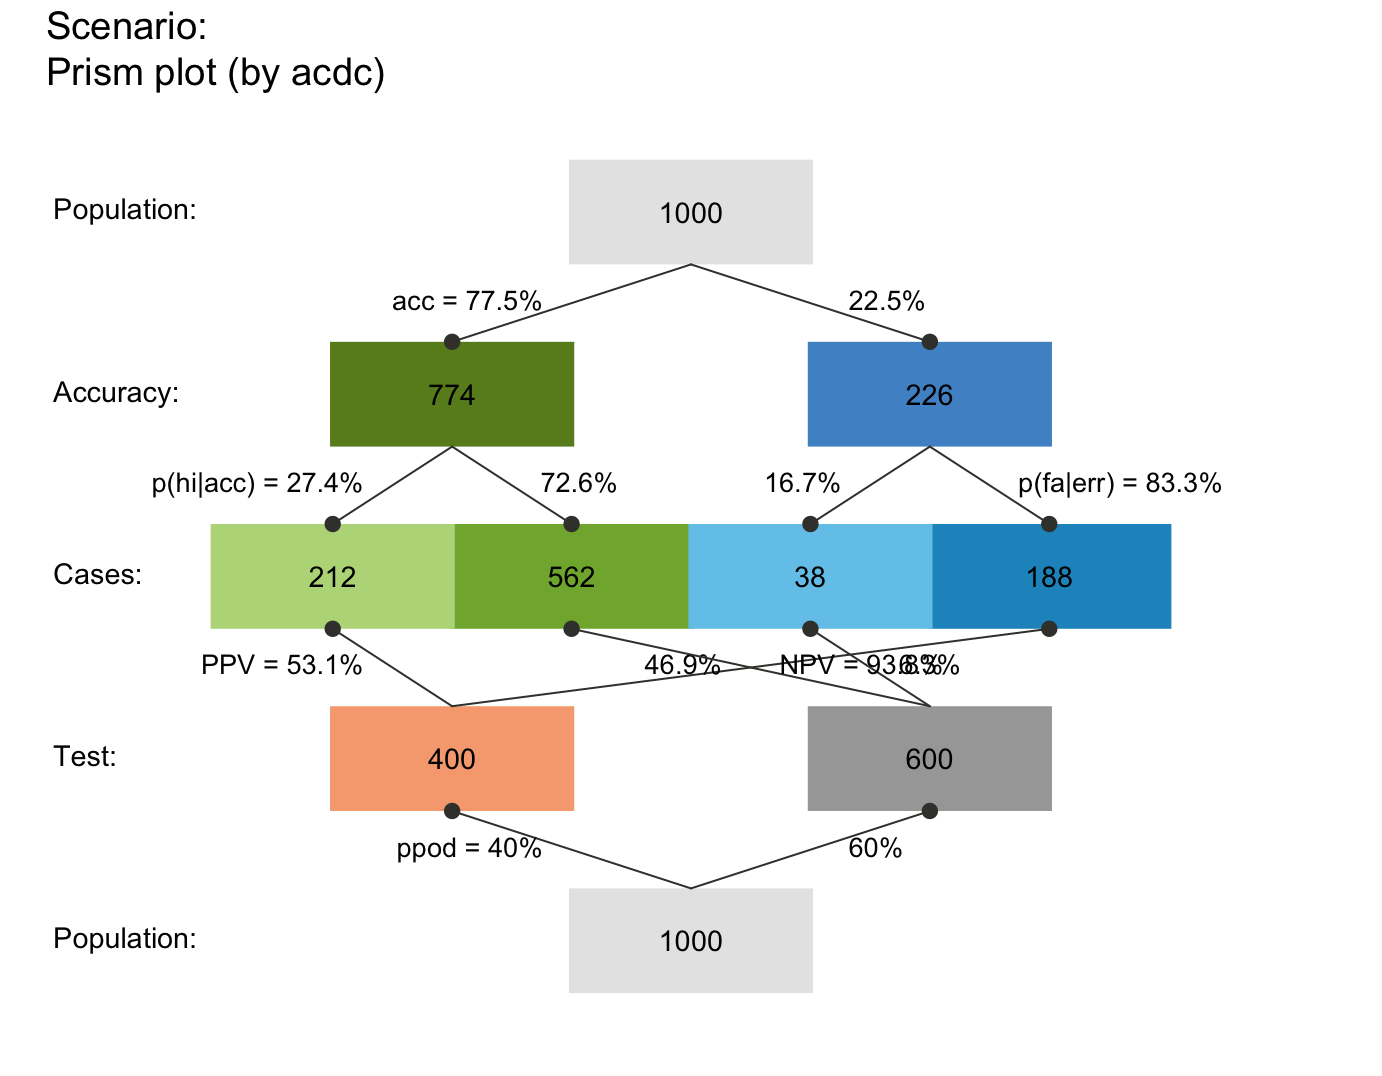 Scenario:
Prism plot (by acdc)
Population:
1000
acc = 77.5%
22.5%
Accuracy:
774
226
p(hi|acc) = 27.4%
72.6%
16.7%
p(fa|err) = 83.3%
Cases:
212
562
38
188
PPV = 53.1%
46.9%
NPV =
Test:
400
600
ppod = 40%
60%
Population:
1000